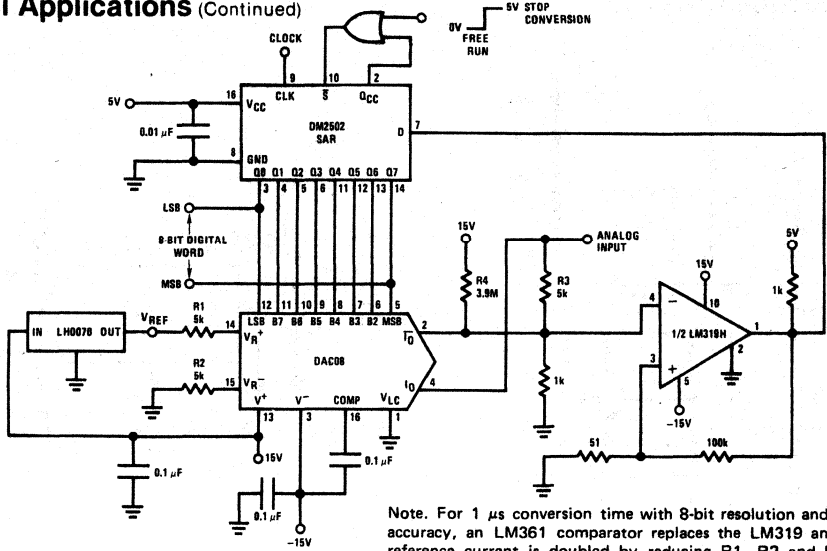 l Applications (Continued)
5V STOP
CONVERSION
0V
FREE
RUN
CLOCK
9 10 2
CLK S̅ QCC
5V
16 VCC
0.01 μF
DM2502
SAR
D 7
8 GND
Q0 Q1 Q2 Q3 Q4 Q5 Q6 Q7
3 4 5 6 11 12 13 14
LSB
8-BIT DIGITAL
WORD
MSB
15V
R4
3.9M
R3
5k
ANALOG
INPUT
5V
1k
15V
10
4 −
1/2 LM319H
1
2
3 +
5
−15V
12 11 10 9 8 7 6 5
LSB B7 B6 B5 B4 B3 B2 MSB
IN LH0076 OUT
VREF
R1
5k
14 VR+
DAC08
I̅O 2
IO 4
R2
5k
15 VR−
V+ V− COMP VLC
13 3 16 1
1k
15V
0.1 μF
0.1 μF
0.1 μF
−15V
51
100k
Note. For 1 μs conversion time with 8-bit resolution and
accuracy, an LM361 comparator replaces the LM319 an
reference current is doubled by reducing R1, R2 and